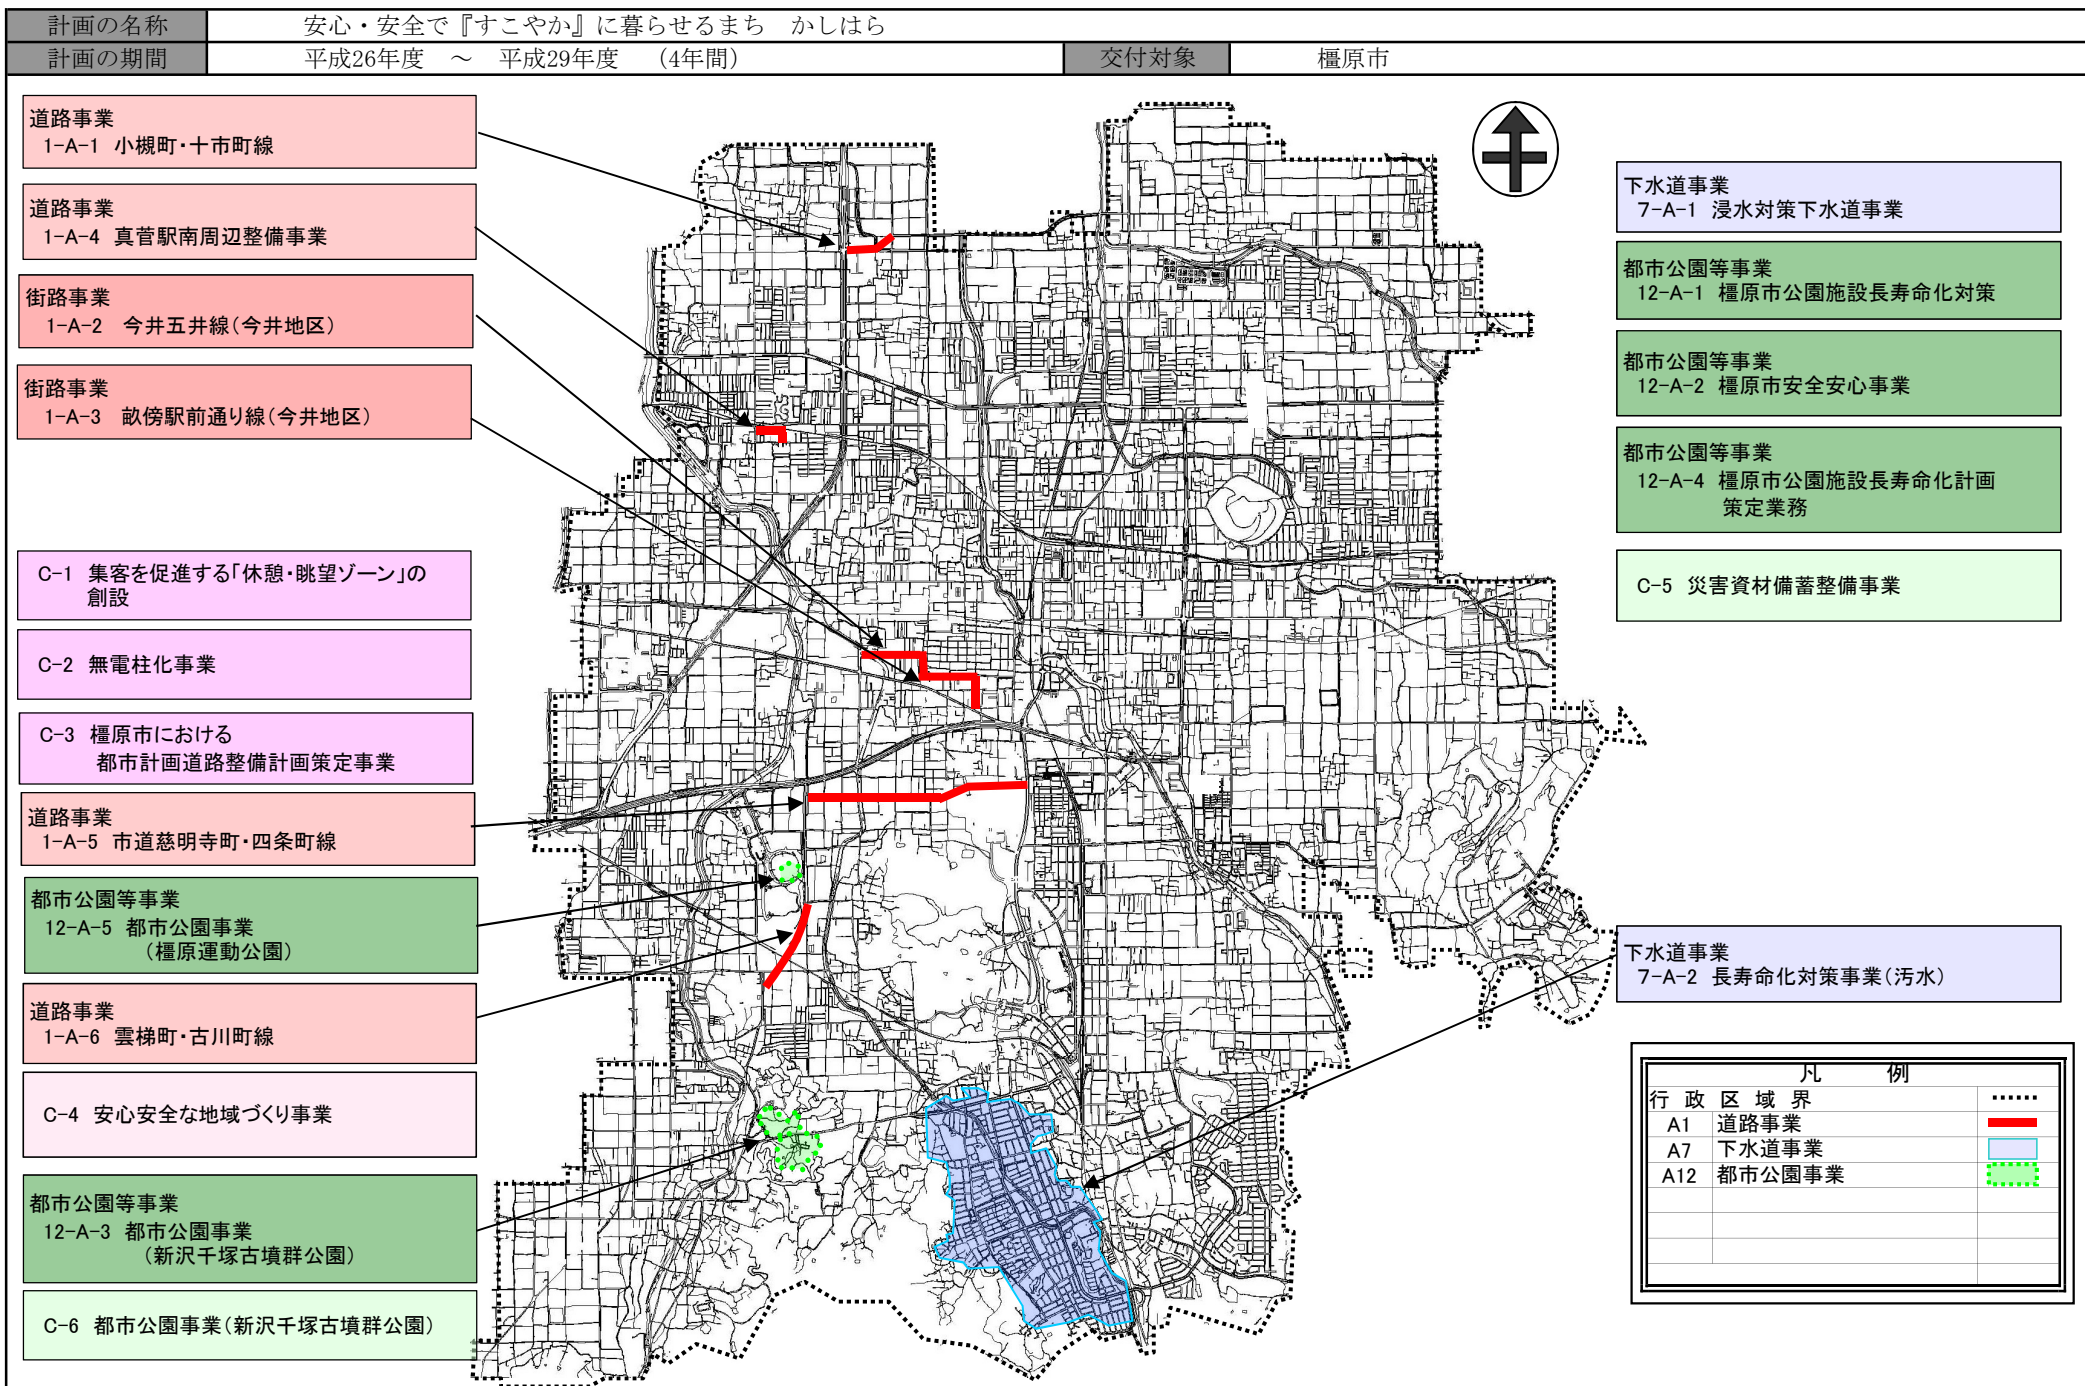 計画の名称 安心・安全で『すこやか』に暮らせるまち かしはら
計画の期間 平成26年度 ～ 平成29年度 (4年間) 交付対象 橿原市
道路事業
1-A-1 小槻町・十市町線
道路事業
1-A-4 真菅駅南周辺整備事業
街路事業
1-A-2 今井五井線(今井地区)
街路事業
1-A-3 畝傍駅前通り線(今井地区)
C-1 集客を促進する「休憩・眺望ゾーン」の
創設
C-2 無電柱化事業
C-3 橿原市における
都市計画道路整備計画策定事業
道路事業
1-A-5 市道慈明寺町・四条町線
都市公園等事業
12-A-5 都市公園事業
(橿原運動公園)
道路事業
1-A-6 雲梯町・古川町線
C-4 安心安全な地域づくり事業
都市公園等事業
12-A-3 都市公園事業
(新沢千塚古墳群公園)
C-6 都市公園事業(新沢千塚古墳群公園)
下水道事業
7-A-1 浸水対策下水道事業
都市公園等事業
12-A-1 橿原市公園施設長寿命化対策
都市公園等事業
12-A-2 橿原市安全安心事業
都市公園等事業
12-A-4 橿原市公園施設長寿命化計画
策定業務
C-5 災害資材備蓄整備事業
下水道事業
7-A-2 長寿命化対策事業(汚水)
凡 例
行政区域界
A1 道路事業
A7 下水道事業
A12 都市公園事業